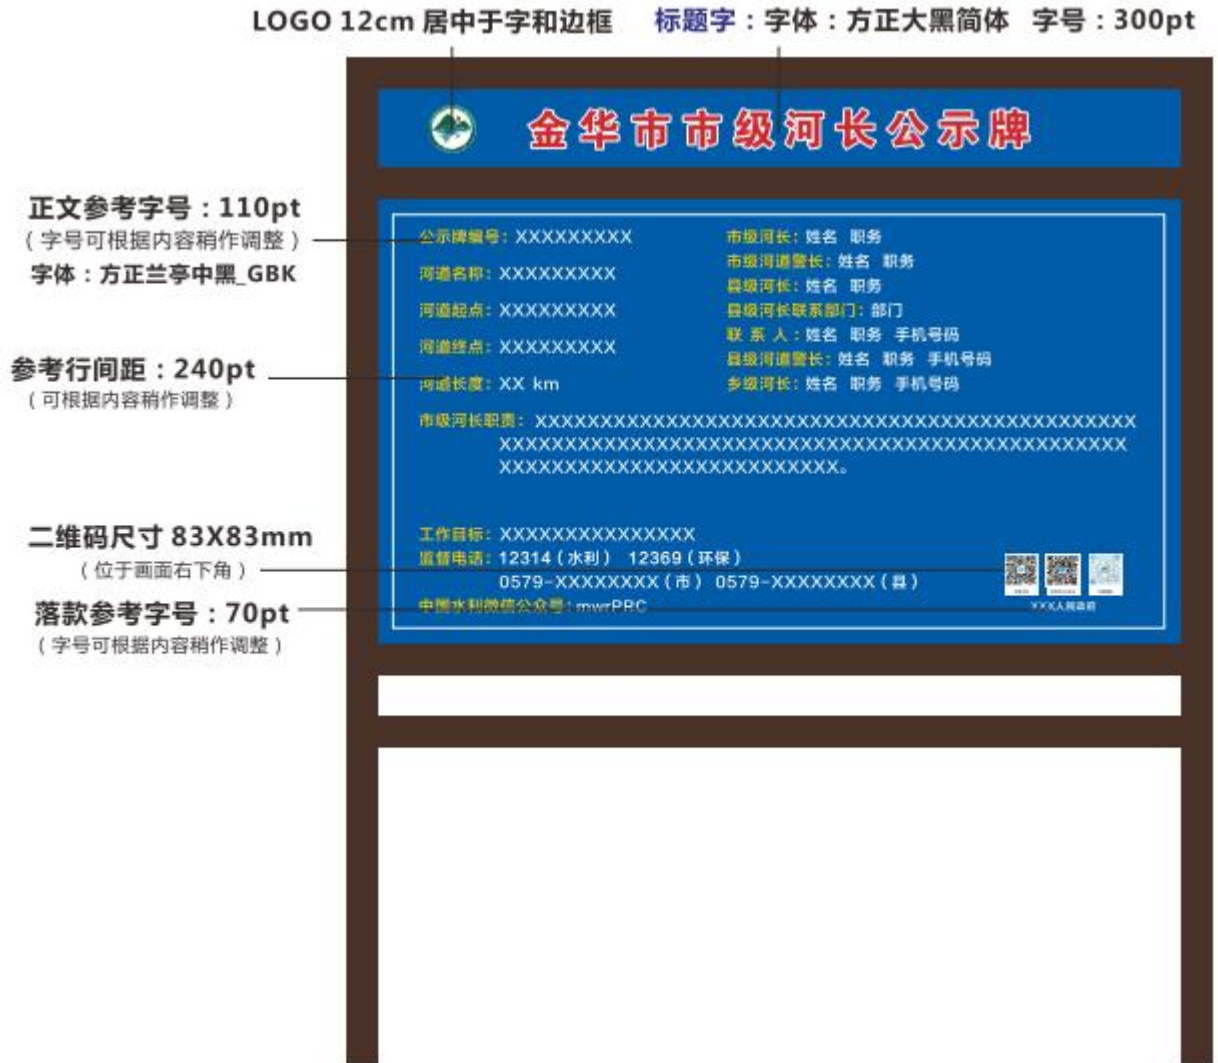 LOGO 12cm 居中于字和边框 标题字：字体：方正大黑简体 字号：300pt
金华市市级河长公示牌
正文参考字号：110pt
（字号可根据内容稍作调整）
字体：方正兰亭中黑_GBK
参考行间距：240pt
（可根据内容稍作调整）
二维码尺寸 83X83mm
（位于画面右下角）
落款参考字号：70pt
（字号可根据内容稍作调整）
公示牌编号：XXXXXXXXX
河道名称：XXXXXXXXX
河道起点：XXXXXXXXX
河道终点：XXXXXXXXX
河道长度：XX km
市级河长：姓名 职务
市级河道警长：姓名 职务
县级河长：姓名 职务
县级河长联系部门：部门
联 系 人：姓名 职务 手机号码
县级河道警长：姓名 职务 手机号码
乡级河长：姓名 职务 手机号码
市级河长职责：XXXXXXXXXXXXXXXXXXXXXXXXXXXXXXXXXXXXXXXXXXXXXX
XXXXXXXXXXXXXXXXXXXXXXXXXXXXXXXXXXXXXXXXXXXXXXXX
XXXXXXXXXXXXXXXXXXXXXXXXXX。
工作目标：XXXXXXXXXXXXXXX
监督电话：12314（水利） 12369（环保）
0579-XXXXXXXX（市） 0579-XXXXXXXX（县）
中国水利微信公众号：mwrPRC
XXX人民政府